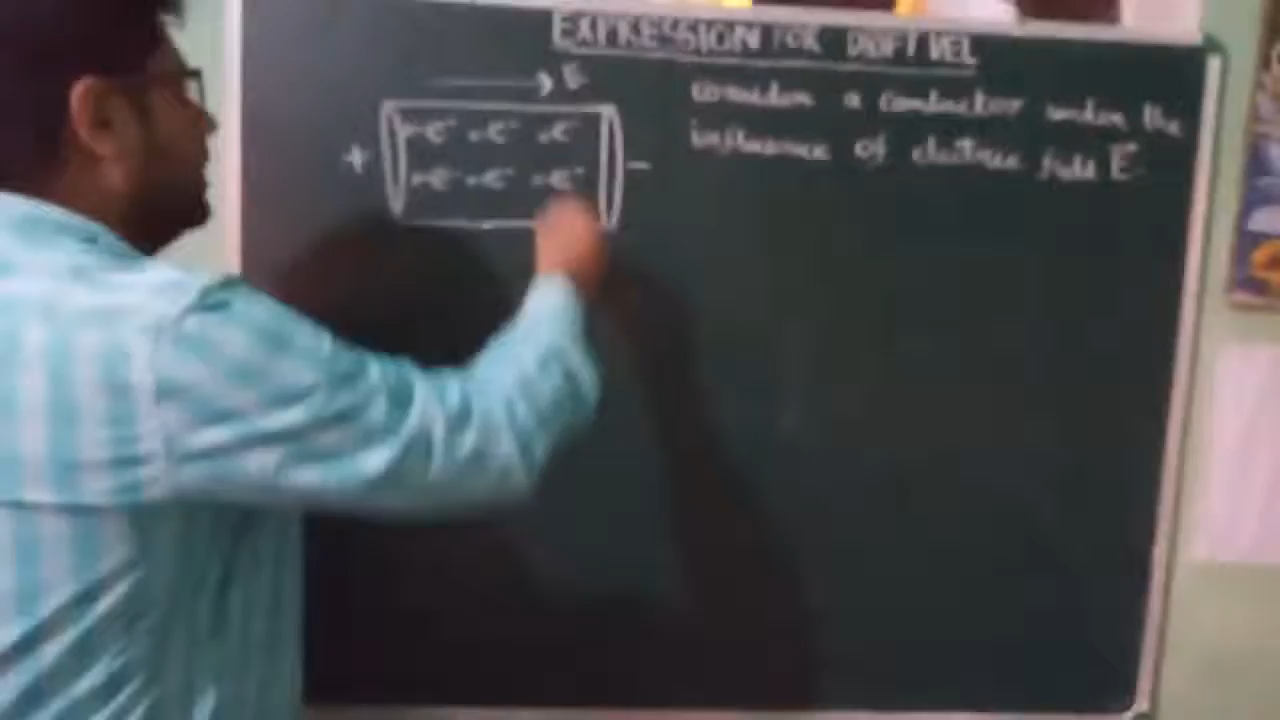 EXPRESSION FOR DRIFT VEL
E
consider a conductor under the
influence of electric field E
+ e⁻ e⁻ e⁻ −
e⁻ e⁻ e⁻